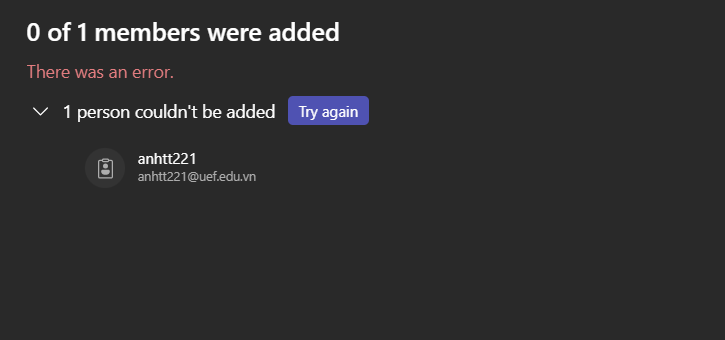 0 of 1 members were added
There was an error.
1 person couldn't be added Try again
anhtt221
anhtt221@uef.edu.vn